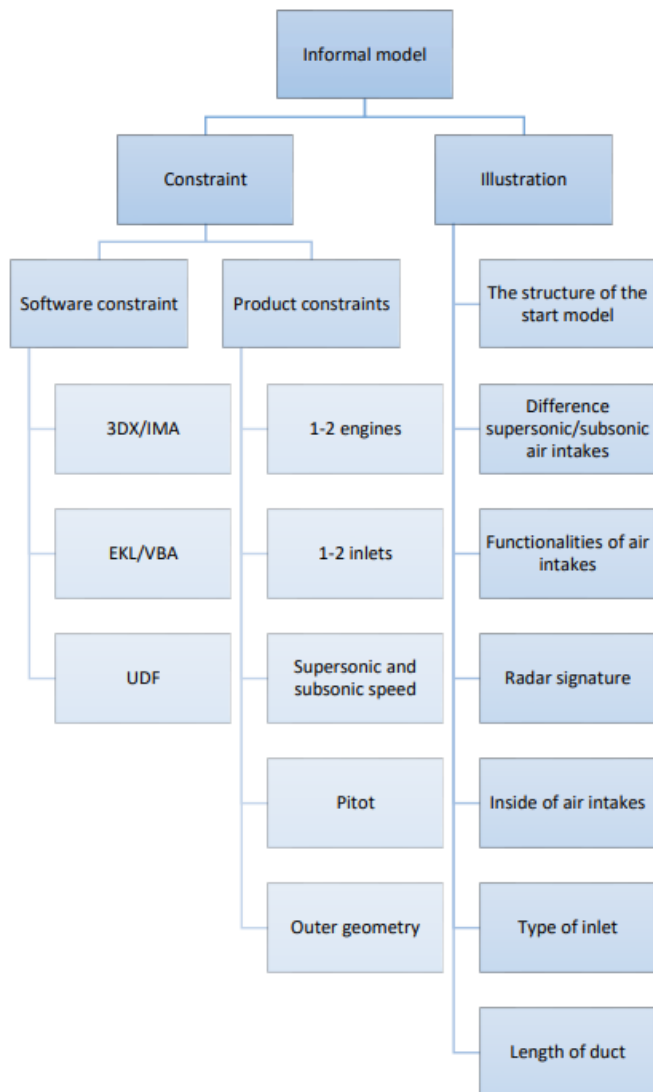 Informal model
Constraint
Illustration
Software constraint
Product constraints
The structure of the
start model
3DX/IMA
1-2 engines
Difference
supersonic/subsonic
air intakes
EKL/VBA
1-2 inlets
Functionalities of air
intakes
UDF
Supersonic and
subsonic speed
Radar signature
Pitot
Inside of air intakes
Outer geometry
Type of inlet
Length of duct